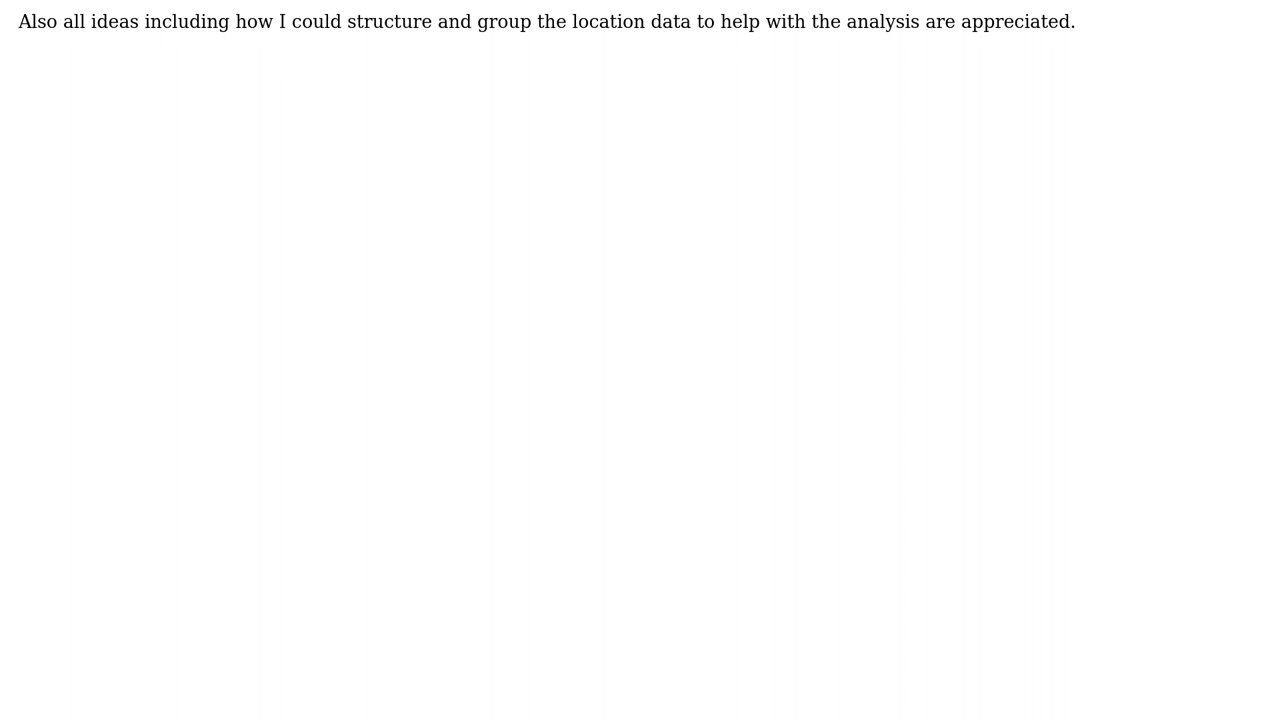 Also all ideas including how I could structure and group the location data to help with the analysis are appreciated.